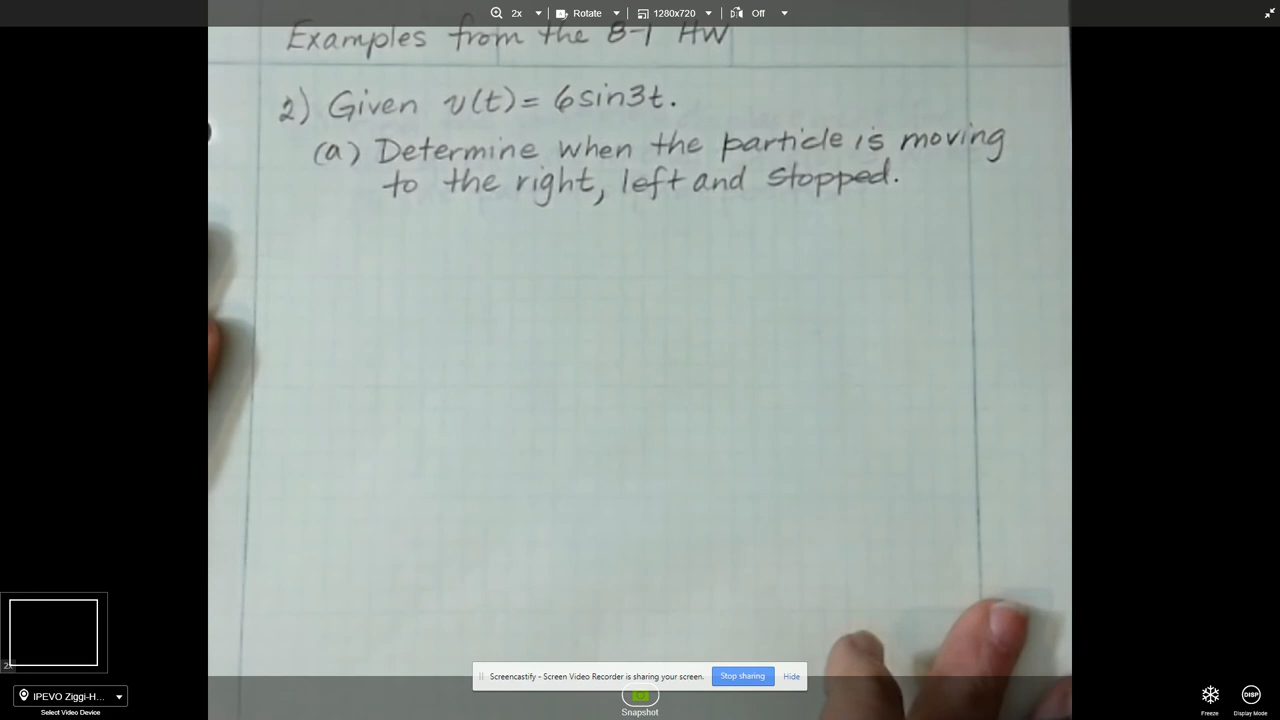 2x Rotate 1280x720 Off
Examples from the 8-1 HW
2) Given v(t) = 6sin3t.
(a) Determine when the particle is moving
to the right, left and stopped.
2x
Screencastify - Screen Video Recorder is sharing your screen. Stop sharing Hide
IPEVO Ziggi-H...
Select Video Device
Snapshot
Freeze
DISP
Display Mode